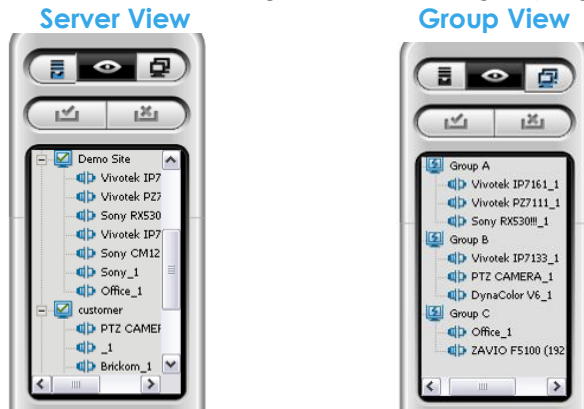 Server View
Demo Site
Vivotek IP7
Vivotek PZ7
Sony RX530
Vivotek IP7
Sony CM12
Sony_1
Office_1
customer
PTZ CAMEF
_1
Brickom_1
Group View
Group A
Vivotek IP7161_1
Vivotek PZ7111_1
Sony RX530!!!_1
Group B
Vivotek IP7133_1
PTZ CAMERA_1
DynaColor V6_1
Group C
Office_1
ZAVIO F5100 (192